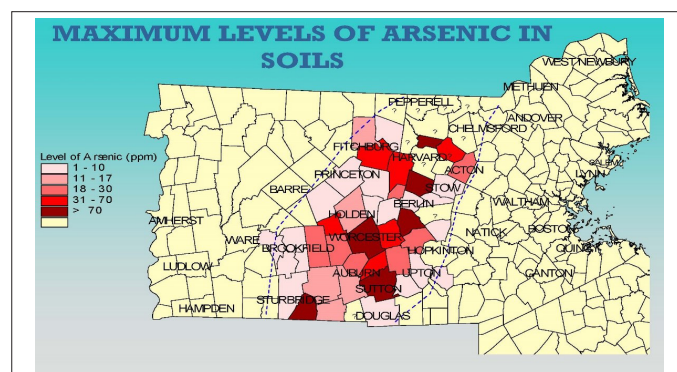 MAXIMUM LEVELS OF ARSENIC IN
SOILS
WEST NEWBURY
METHUEN
PEPPERELL
ANDOVER
CHELMSFORD
FITCHBURG
HARVARD
SALEM
ACTON
LYNN
PRINCETON
STOW
BARRE
BERLIN
WALTHAM
HOLDEN
AMHERST
BOSTON
NATICK
WORCESTER
WARE
BROOKFIELD
HOPKINTON
QUINCY
LUDLOW
AUBURN
UPTON
CANTON
SUTTON
STURBRIDGE
HAMPDEN
DOUGLAS
Level of Arsenic (ppm)
1 - 10
11 - 17
18 - 30
31 - 70
> 70